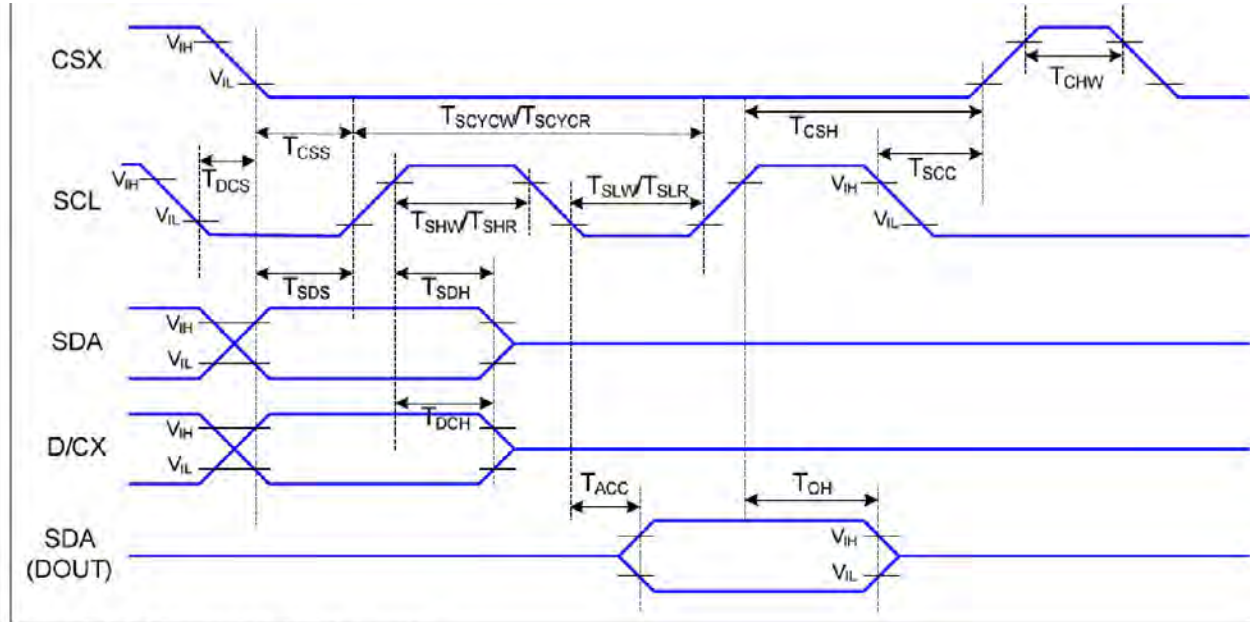 CSX
VIH
VIL
TCHW
TSCYCW/TSCYCR
TCSH
TCSS
TDCS
TSCC
SCL
VIH
VIL
TSHW/TSHR
TSLW/TSLR
VIH
VIL
TSDS
TSDH
SDA
VIH
VIL
D/CX
VIH
VIL
TDCH
TACC
TOH
SDA
(DOUT)
VIH
VIL